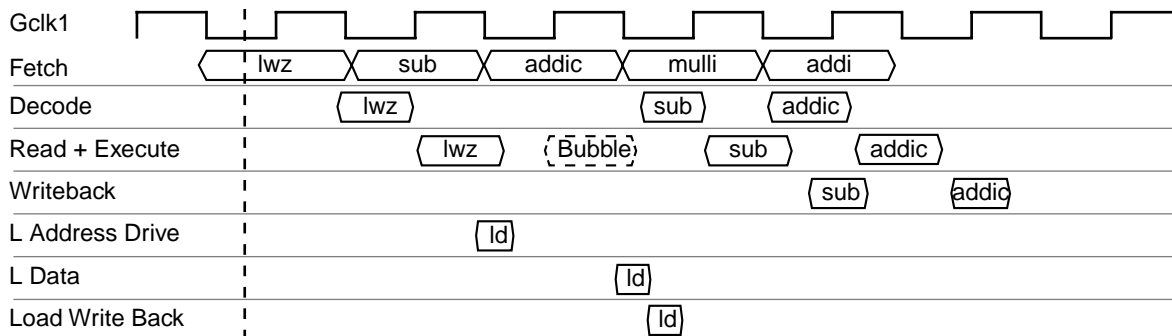 Gclk1
Fetch lwz sub addic mulli addi
Decode lwz sub addic
Read + Execute lwz Bubble sub addic
Writeback sub addic
L Address Drive ld
L Data ld
Load Write Back ld